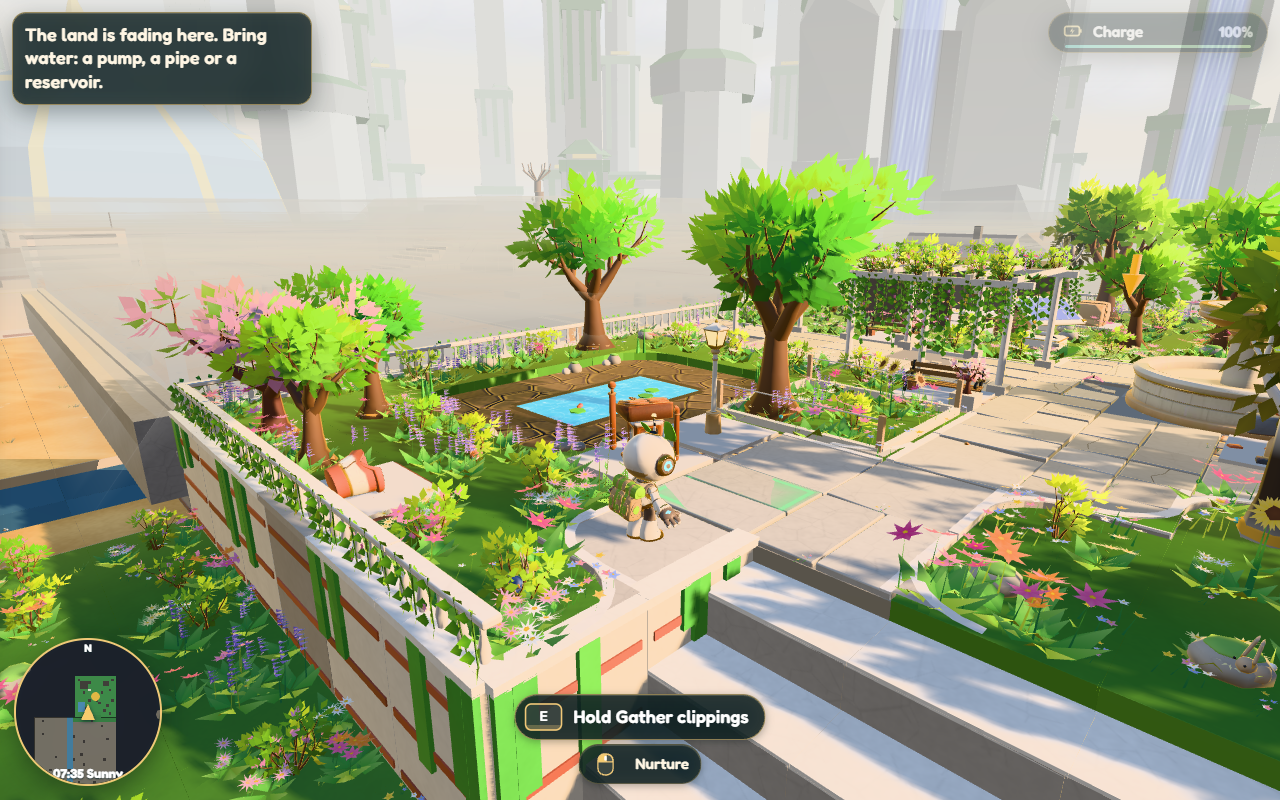 The land is fading here. Bring
water: a pump, a pipe or a
reservoir.
Charge 100%
N
07:35 Sunny
E Hold Gather clippings
Nurture